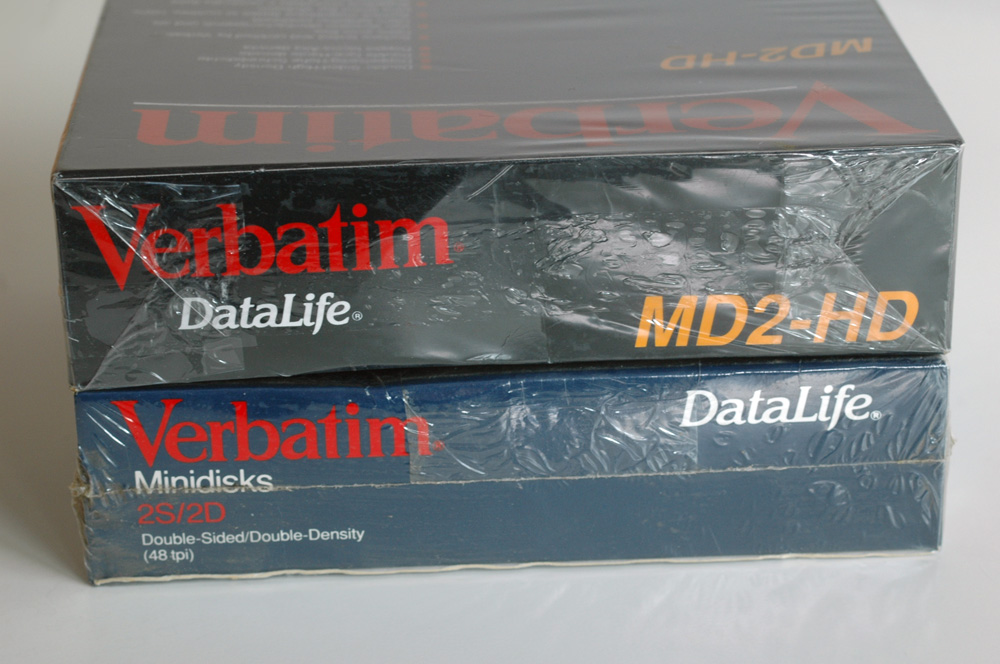 MD2-HD
Verbatim
Verbatim®
DataLife®
MD2-HD
Verbatim®
DataLife®
Minidisks
2S/2D
Double-Sided/Double-Density
(48 tpi)